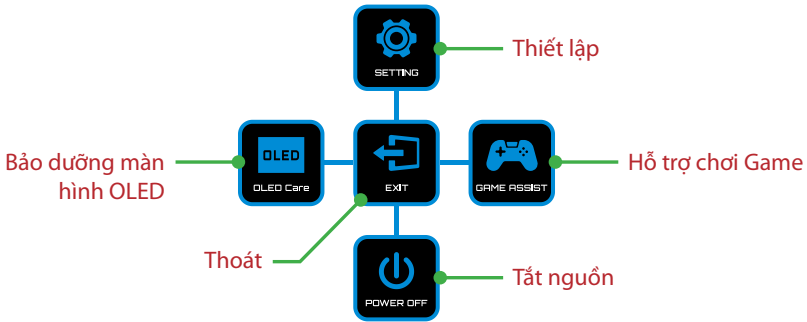 Thiết lập
SETTING
Bảo dưỡng màn
hình OLED
OLED
OLED Care
EXIT
GAME ASSIST
Hỗ trợ chơi Game
Thoát
POWER OFF
Tắt nguồn